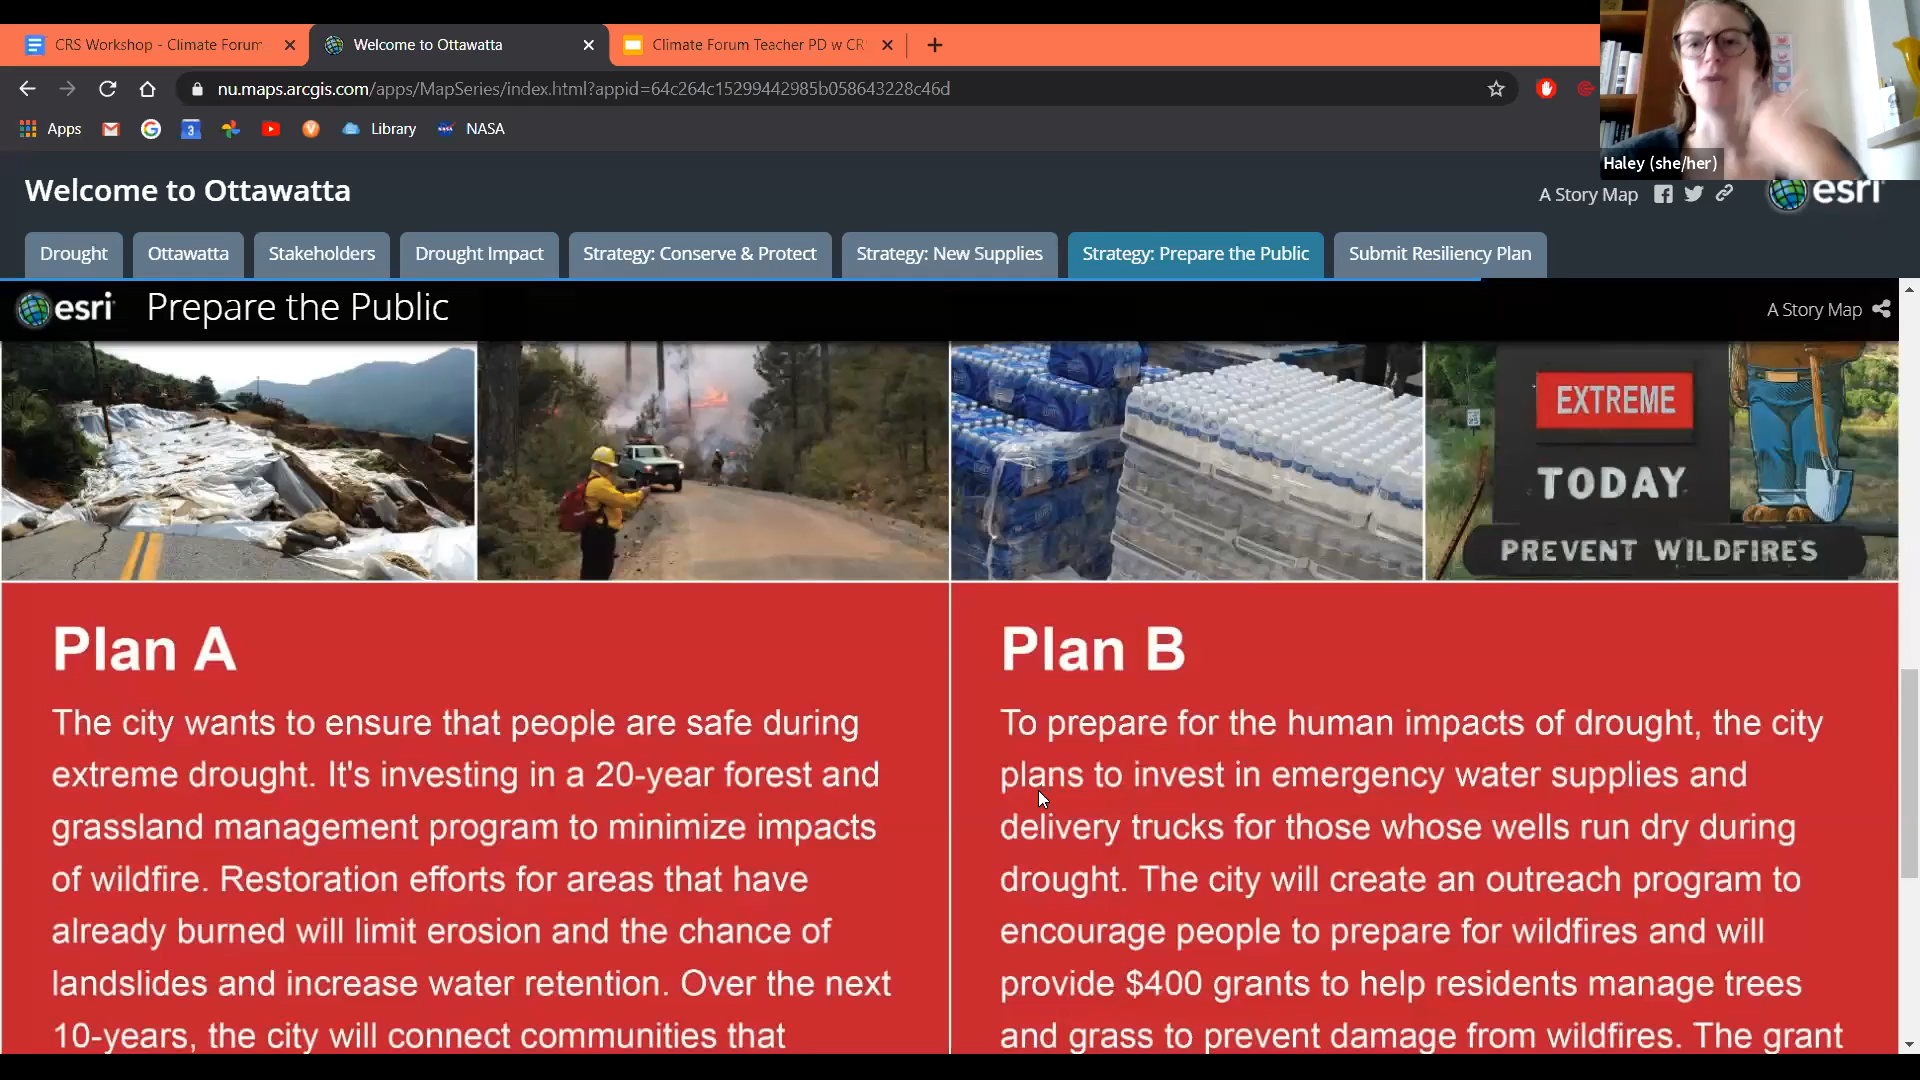 CRS Workshop - Climate Forum
Welcome to Ottawatta
Climate Forum Teacher PD w CR
nu.maps.arcgis.com/apps/MapSeries/index.html?appid=64c264c15299442985b058643228c46d
Apps
Library
NASA
Haley (she/her)
Welcome to Ottawatta
A Story Map
esri
Drought
Ottawatta
Stakeholders
Drought Impact
Strategy: Conserve & Protect
Strategy: New Supplies
Strategy: Prepare the Public
Submit Resiliency Plan
esri
Prepare the Public
A Story Map
EXTREME
TODAY
PREVENT WILDFIRES
Plan A
The city wants to ensure that people are safe during
extreme drought. It's investing in a 20-year forest and
grassland management program to minimize impacts
of wildfire. Restoration efforts for areas that have
already burned will limit erosion and the chance of
landslides and increase water retention. Over the next
10-years, the city will connect communities that
Plan B
To prepare for the human impacts of drought, the city
plans to invest in emergency water supplies and
delivery trucks for those whose wells run dry during
drought. The city will create an outreach program to
encourage people to prepare for wildfires and will
provide $400 grants to help residents manage trees
and grass to prevent damage from wildfires. The grant